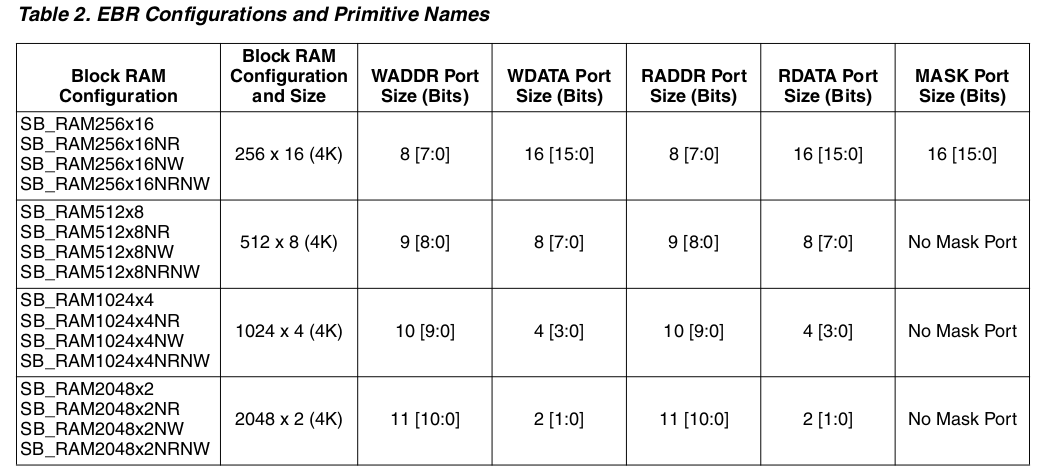 Table 2. EBR Configurations and Primitive Names
Block RAM
Configuration
Block RAM
Configuration
and Size
WADDR Port
Size (Bits)
WDATA Port
Size (Bits)
RADDR Port
Size (Bits)
RDATA Port
Size (Bits)
MASK Port
Size (Bits)
SB_RAM256x16
SB_RAM256x16NR
SB_RAM256x16NW
SB_RAM256x16NRNW
256 x 16 (4K)
8 [7:0]
16 [15:0]
8 [7:0]
16 [15:0]
16 [15:0]
SB_RAM512x8
SB_RAM512x8NR
SB_RAM512x8NW
SB_RAM512x8NRNW
512 x 8 (4K)
9 [8:0]
8 [7:0]
9 [8:0]
8 [7:0]
No Mask Port
SB_RAM1024x4
SB_RAM1024x4NR
SB_RAM1024x4NW
SB_RAM1024x4NRNW
1024 x 4 (4K)
10 [9:0]
4 [3:0]
10 [9:0]
4 [3:0]
No Mask Port
SB_RAM2048x2
SB_RAM2048x2NR
SB_RAM2048x2NW
SB_RAM2048x2NRNW
2048 x 2 (4K)
11 [10:0]
2 [1:0]
11 [10:0]
2 [1:0]
No Mask Port